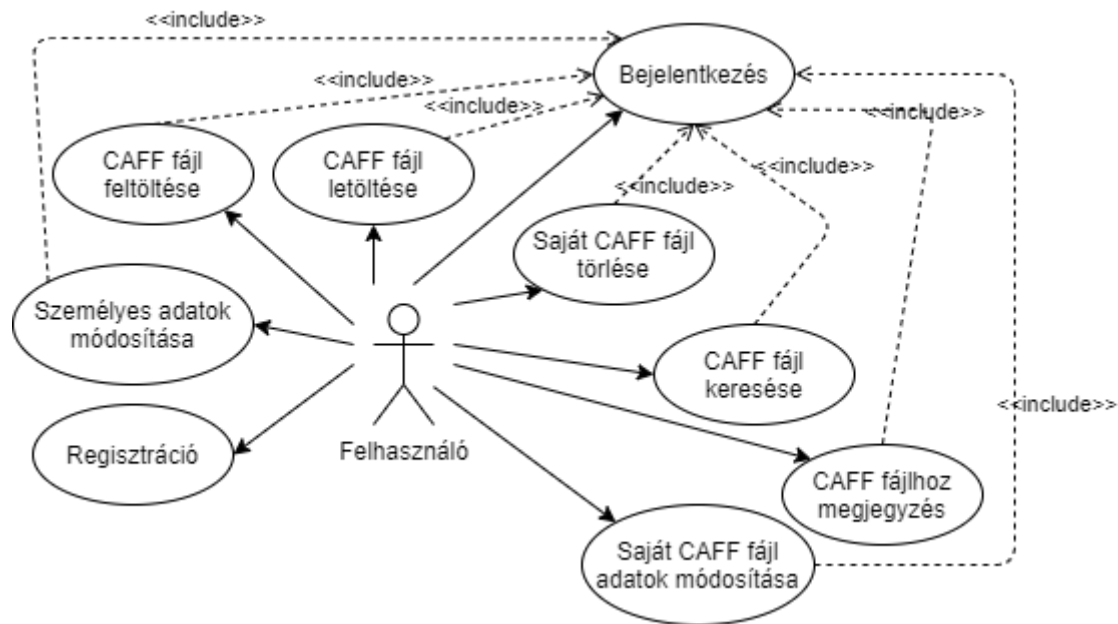 <<include>>
Bejelentkezés
<<include>>
<<include>>
<<include>>
CAFF fájl
feltöltése
CAFF fájl
letöltése
<<include>>
<<include>>
Saját CAFF fájl
törlése
Személyes adatok
módosítása
CAFF fájl
keresése
<<include>>
Regisztráció
Felhasználó
CAFF fájlhoz
megjegyzés
Saját CAFF fájl
adatok módosítása